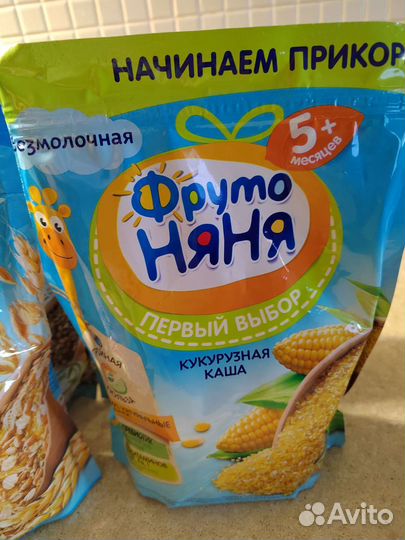 НАЧИНАЕМ ПРИКОР
езмолочная
5+
месяцев
Фруто
НЯНЯ
ПЕРВЫЙ ВЫБОР
КУКУРУЗНАЯ
КАША
Avito